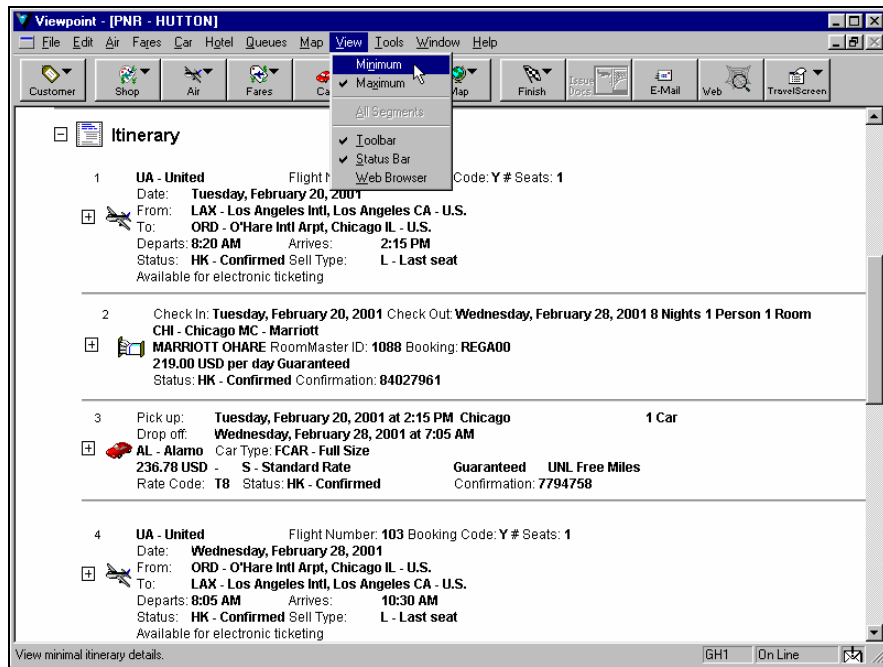 Viewpoint - [PNR - HUTTON]
File Edit Air Fares Car Hotel Queues Map View Tools Window Help
Minimum
Maximum
All Segments
Toolbar
Status Bar
Web Browser
Customer Shop Air Fares Map Finish Issue Docs. E-Mail Web TravelScreen
Itinerary
1 UA - United Flight Code: Y # Seats: 1
Date: Tuesday, February 20, 2001
From: LAX - Los Angeles Intl, Los Angeles CA - U.S.
To: ORD - O'Hare Intl Arpt, Chicago IL - U.S.
Departs: 8:20 AM Arrives: 2:15 PM
Status: HK - Confirmed Sell Type: L - Last seat
Available for electronic ticketing
2 Check In: Tuesday, February 20, 2001 Check Out: Wednesday, February 28, 2001 8 Nights 1 Person 1 Room
CHI - Chicago MC - Marriott
MARRIOTT OHARE RoomMaster ID: 1088 Booking: REGA00
219.00 USD per day Guaranteed
Status: HK - Confirmed Confirmation: 84027961
3 Pick up: Tuesday, February 20, 2001 at 2:15 PM Chicago 1 Car
Drop off: Wednesday, February 28, 2001 at 7:05 AM
AL - Alamo Car Type: FCAR - Full Size
236.78 USD - S - Standard Rate Guaranteed UNL Free Miles
Rate Code: T8 Status: HK - Confirmed Confirmation: 7794758
4 UA - United Flight Number: 103 Booking Code: Y # Seats: 1
Date: Wednesday, February 28, 2001
From: ORD - O'Hare Intl Arpt, Chicago IL - U.S.
To: LAX - Los Angeles Intl, Los Angeles CA - U.S.
Departs: 8:05 AM Arrives: 10:30 AM
Status: HK - Confirmed Sell Type: L - Last seat
Available for electronic ticketing
View minimal itinerary details. GH1 On Line